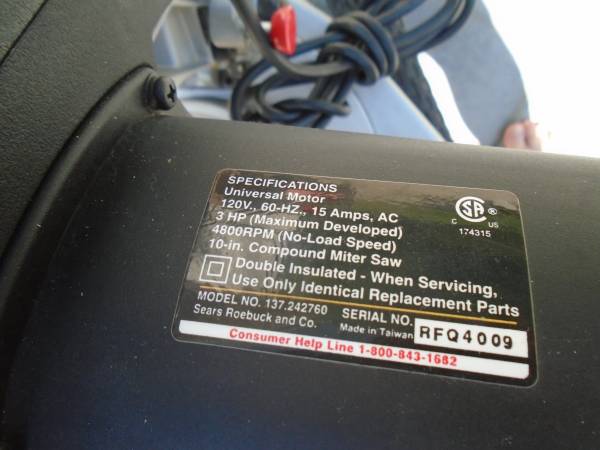 SPECIFICATIONS
Universal Motor
120V., 60-HZ., 15 Amps, AC
3 HP (Maximum Developed)
4800RPM (No-Load Speed)
10-in. Compound Miter Saw
Double Insulated - When Servicing,
Use Only Identical Replacement Parts
SA ®
C US
174315
MODEL NO. 137.242760
Sears Roebuck and Co.
SERIAL NO.
Made in Taiwan
RFQ4009
Consumer Help Line 1-800-843-1682